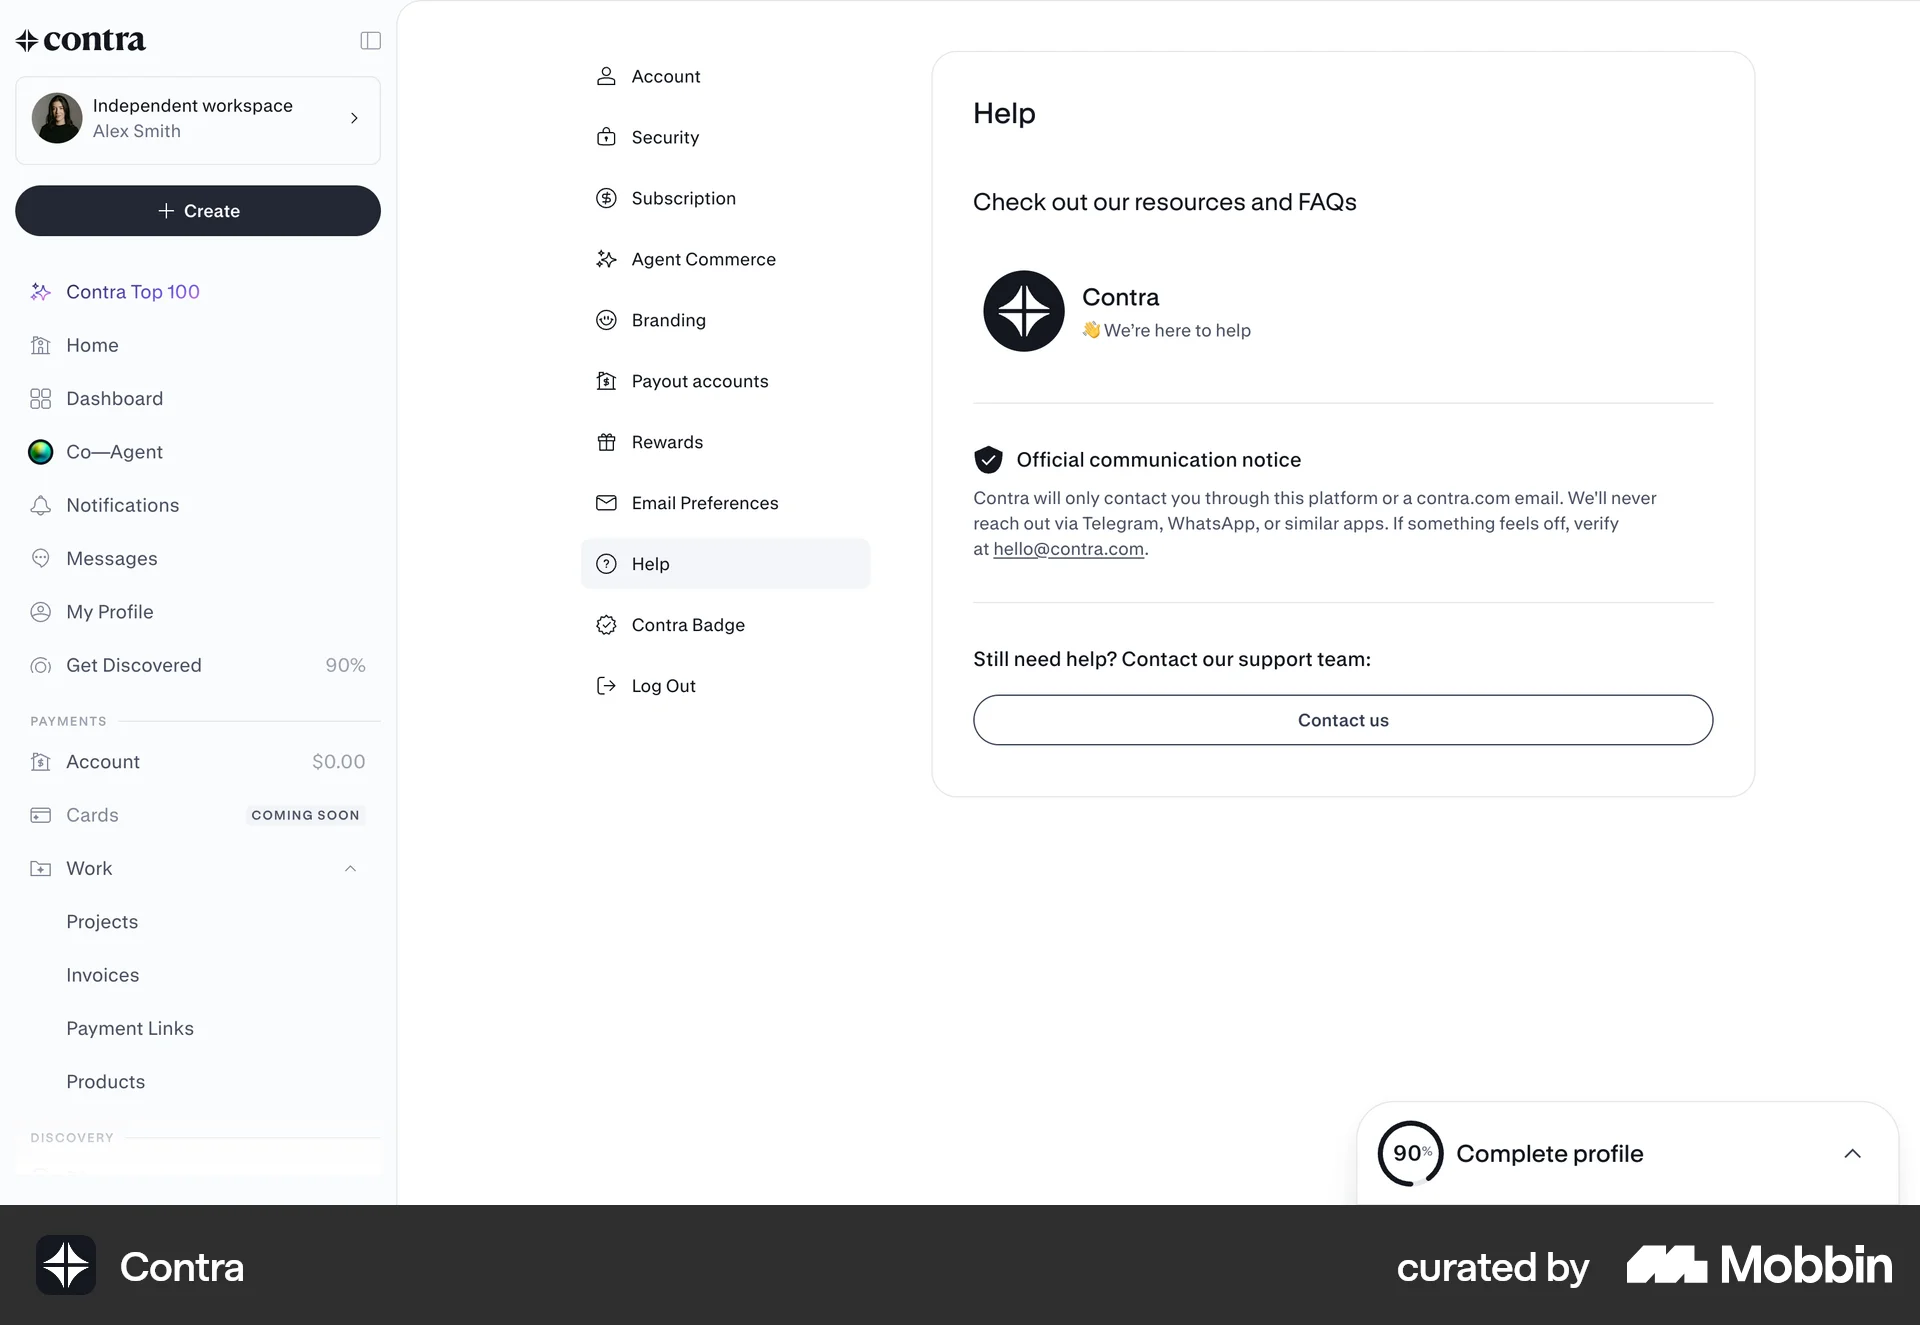 contra
Independent workspace
Alex Smith
Create
Contra Top 100
Home
Dashboard
Co—Agent
Notifications
Messages
My Profile
Get Discovered 90%
PAYMENTS
Account $0.00
Cards COMING SOON
Work
Projects
Invoices
Payment Links
Products
DISCOVERY
Account
Security
Subscription
Agent Commerce
Branding
Payout accounts
Rewards
Email Preferences
Help
Contra Badge
Log Out
Help
Check out our resources and FAQs
Contra
👋 We’re here to help
Official communication notice
Contra will only contact you through this platform or a contra.com email. We'll never
reach out via Telegram, WhatsApp, or similar apps. If something feels off, verify
at hello@contra.com.
Still need help? Contact our support team:
Contact us
90% Complete profile
Contra
curated by Mobbin